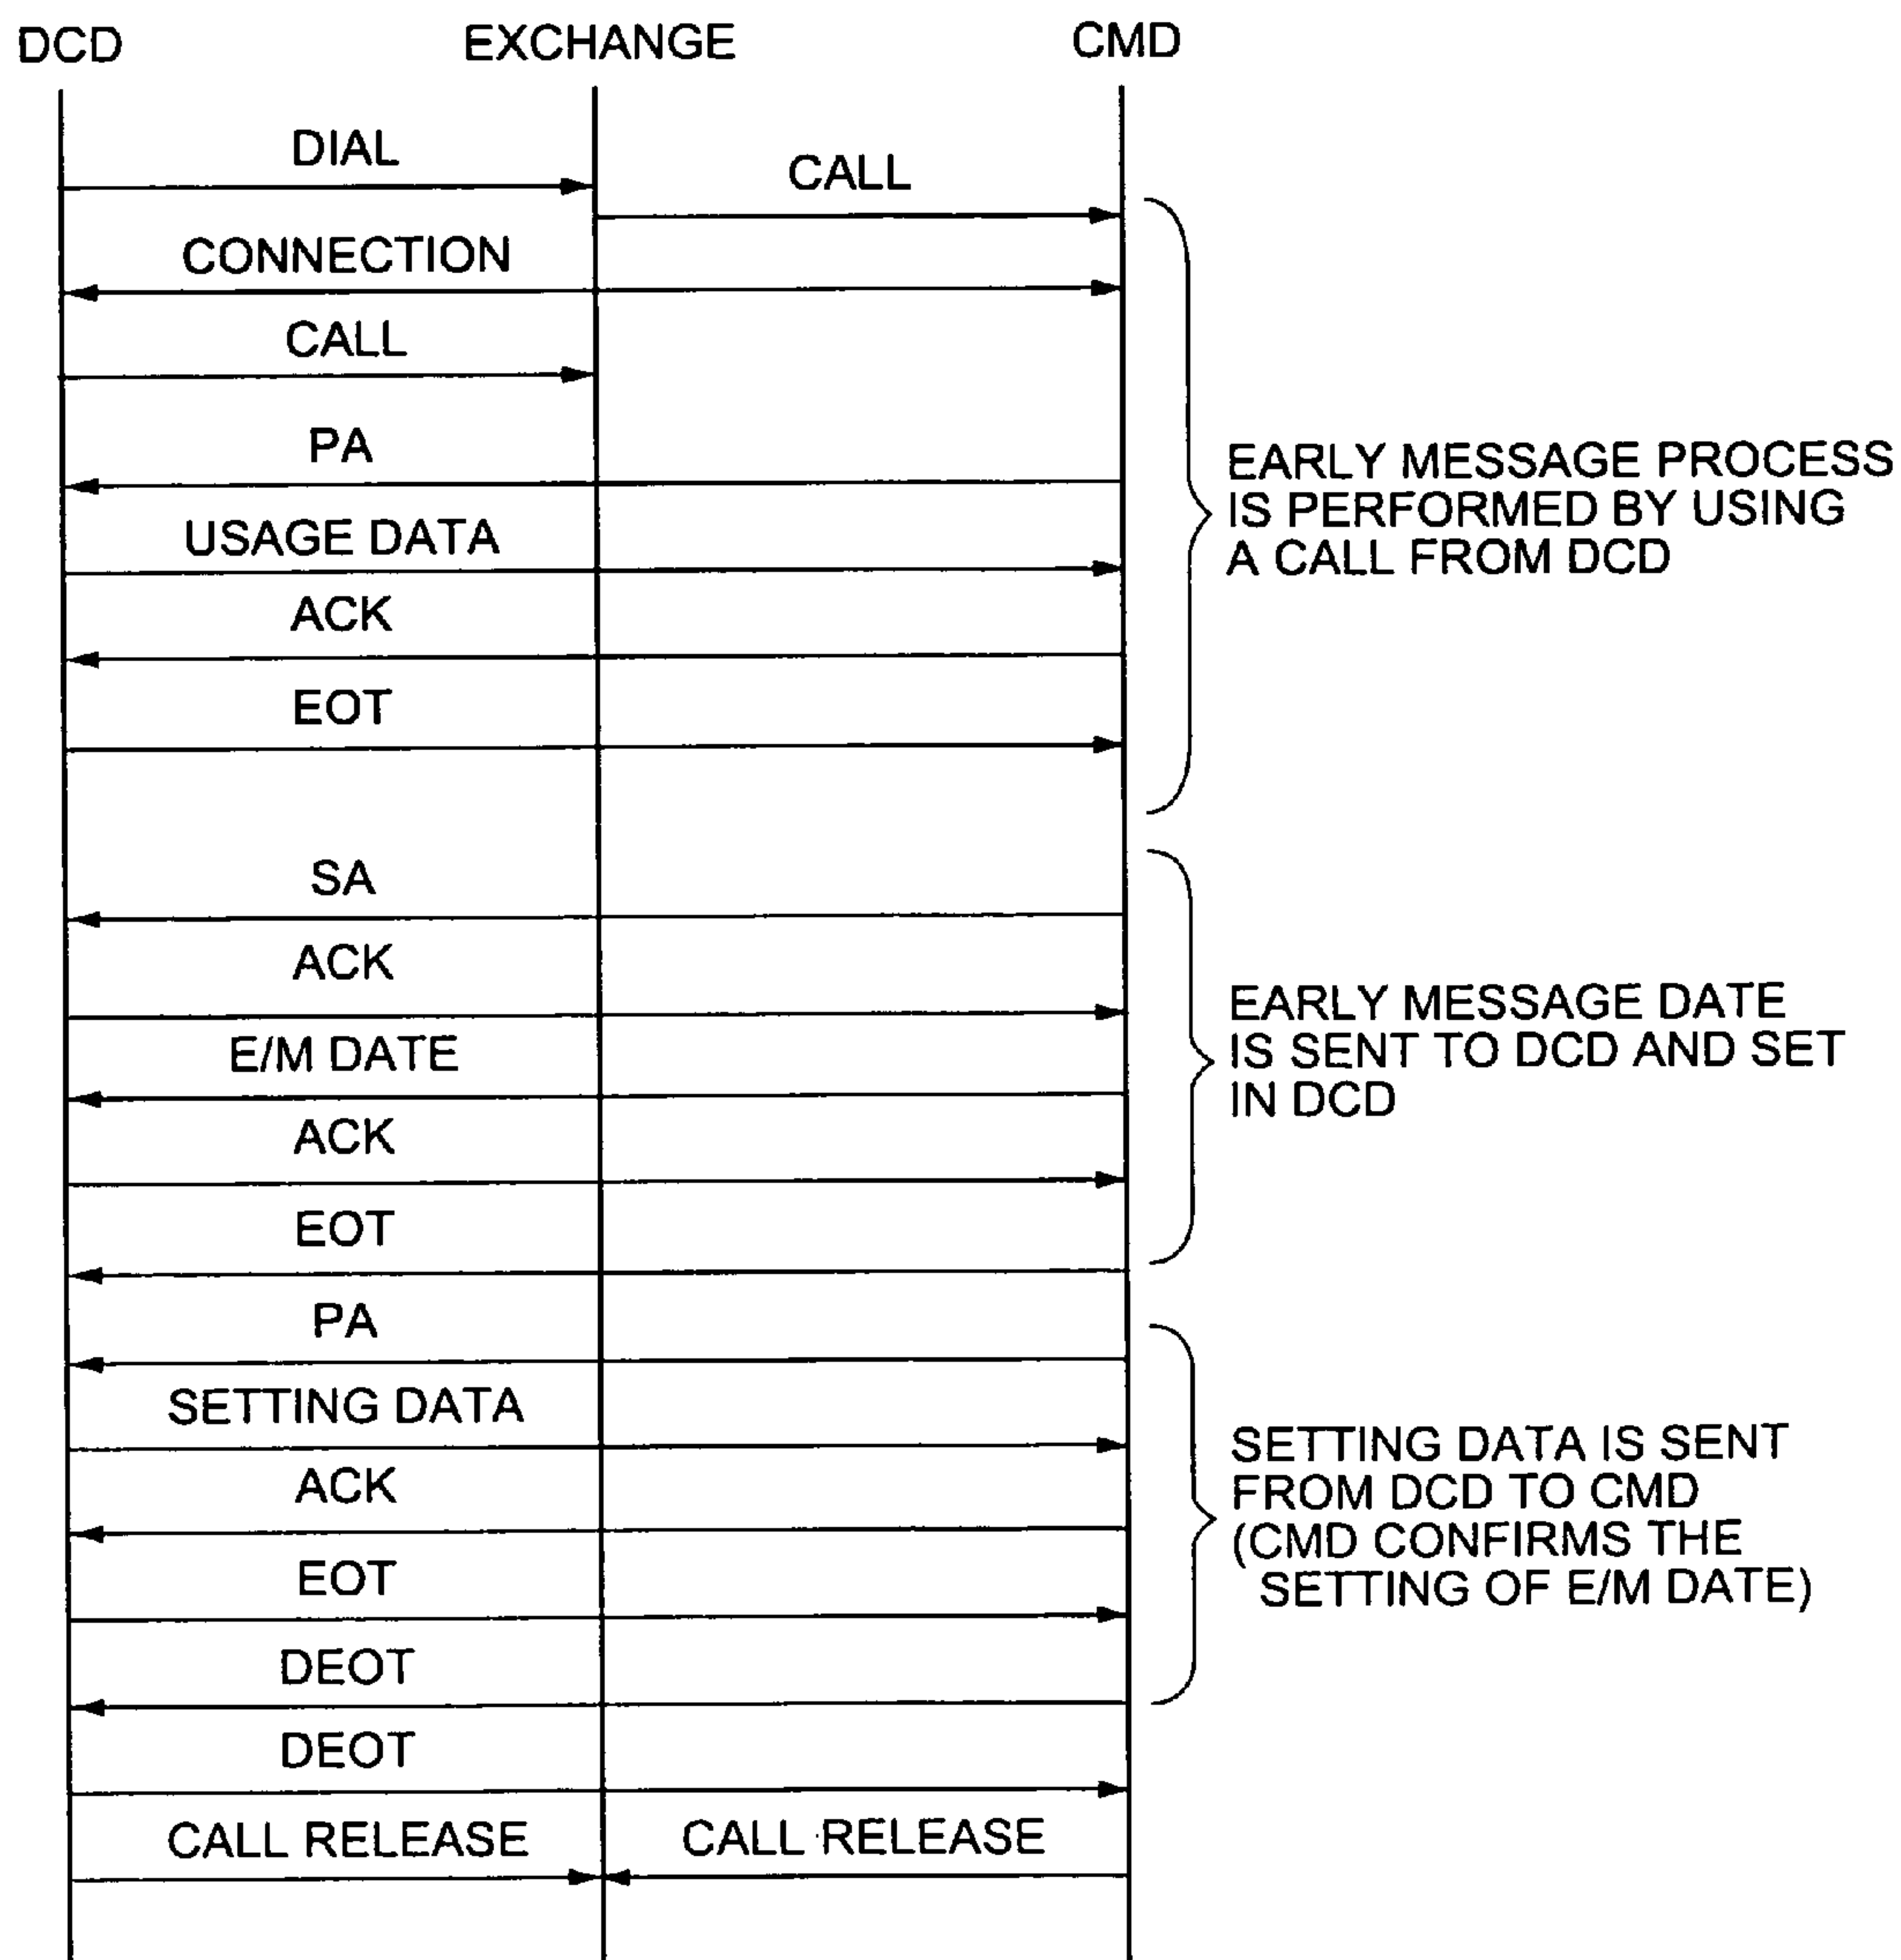 DCD EXCHANGE CMD
DIAL
CALL
CONNECTION
CALL
PA
USAGE DATA
ACK
EOT
EARLY MESSAGE PROCESS
IS PERFORMED BY USING
A CALL FROM DCD
SA
ACK
E/M DATE
ACK
EOT
EARLY MESSAGE DATE
IS SENT TO DCD AND SET
IN DCD
PA
SETTING DATA
ACK
EOT
DEOT
SETTING DATA IS SENT
FROM DCD TO CMD
(CMD CONFIRMS THE
SETTING OF E/M DATE)
DEOT
CALL RELEASE CALL RELEASE